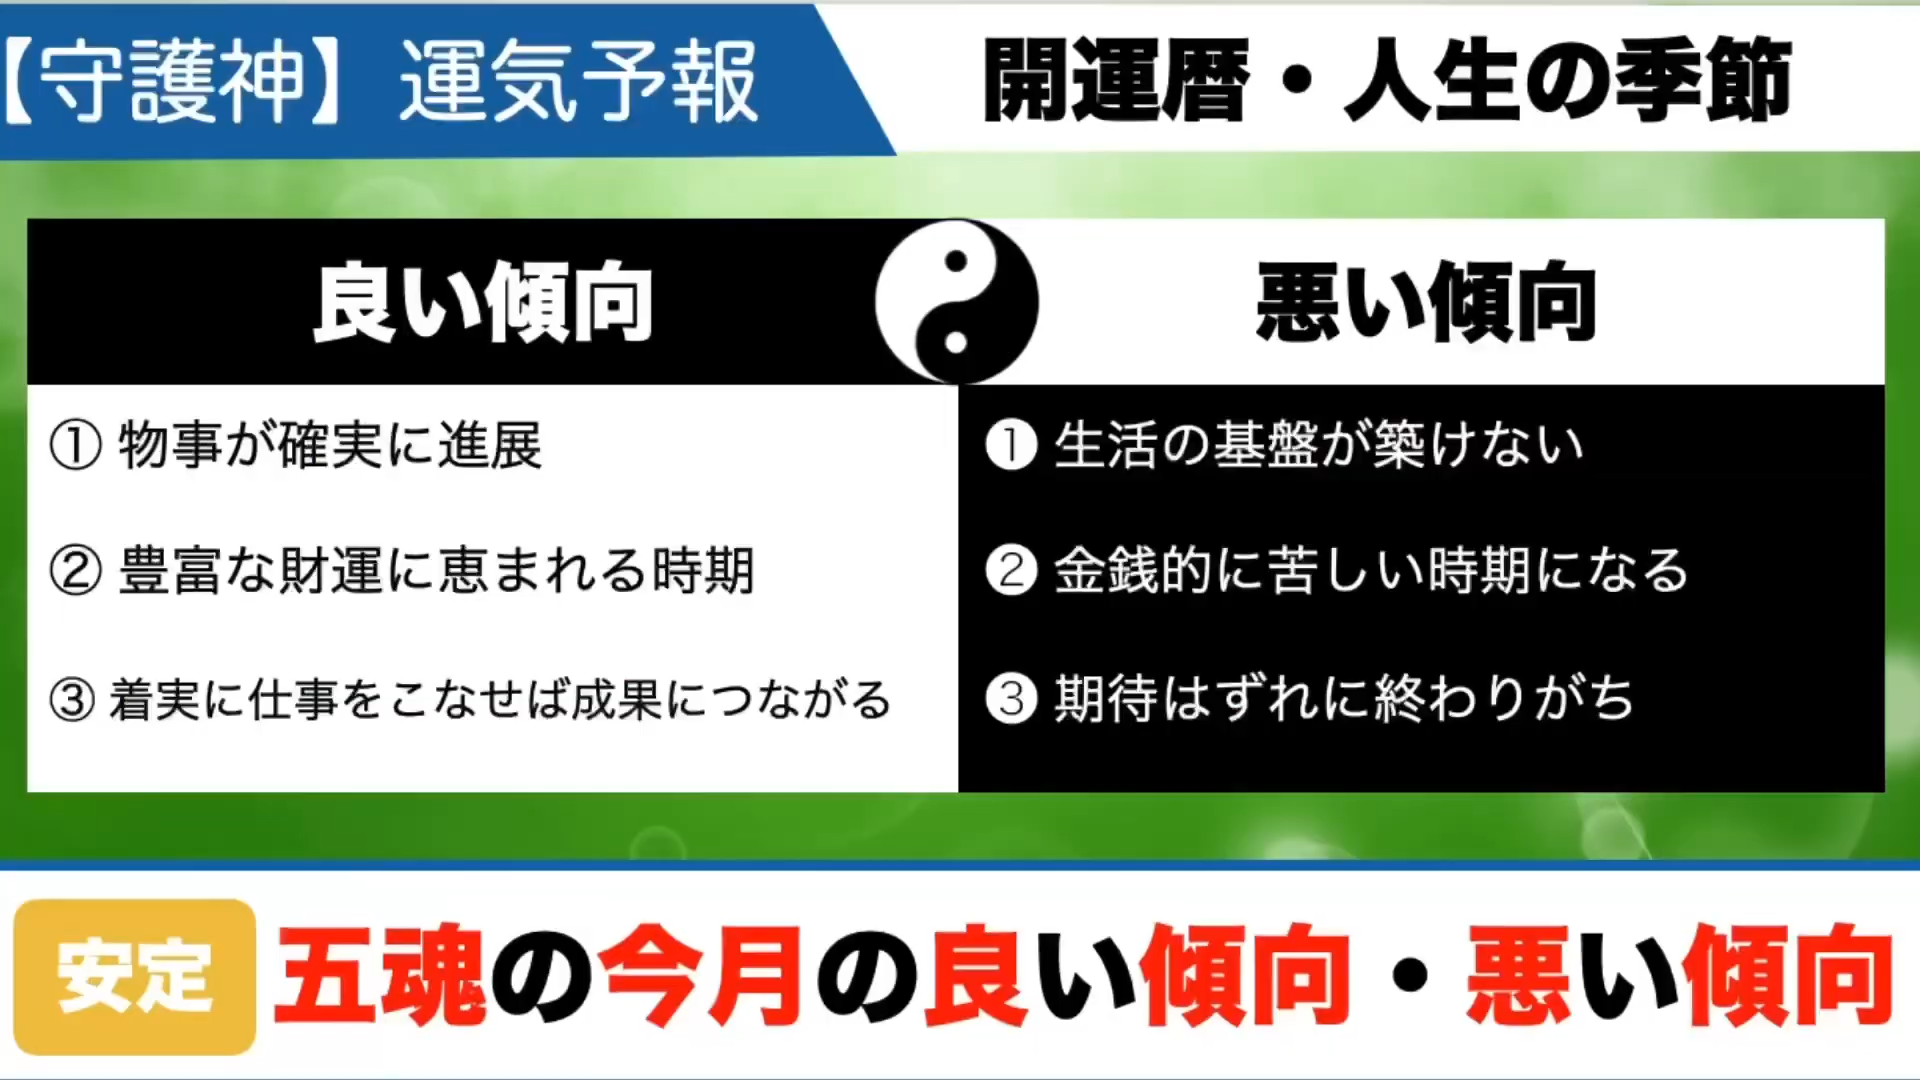 【守護神】運気予報
開運暦・人生の季節
良い傾向
悪い傾向
① 物事が確実に進展
② 豊富な財運に恵まれる時期
③ 着実に仕事をこなせば成果につながる
❶ 生活の基盤が築けない
❷ 金銭的に苦しい時期になる
❸ 期待はずれに終わりがち
安定
五魂の今月の良い傾向・悪い傾向